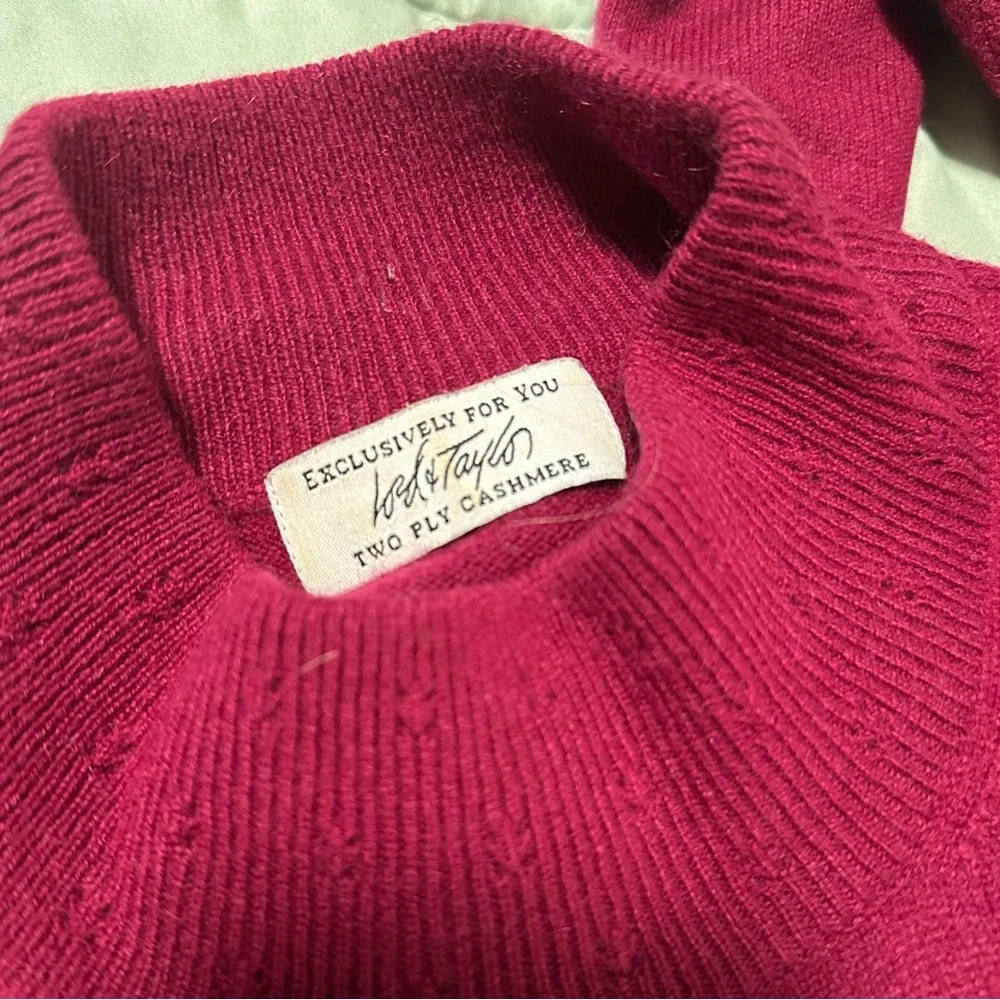 EXCLUSIVELY FOR YOU
Lord & Taylor
TWO PLY CASHMERE